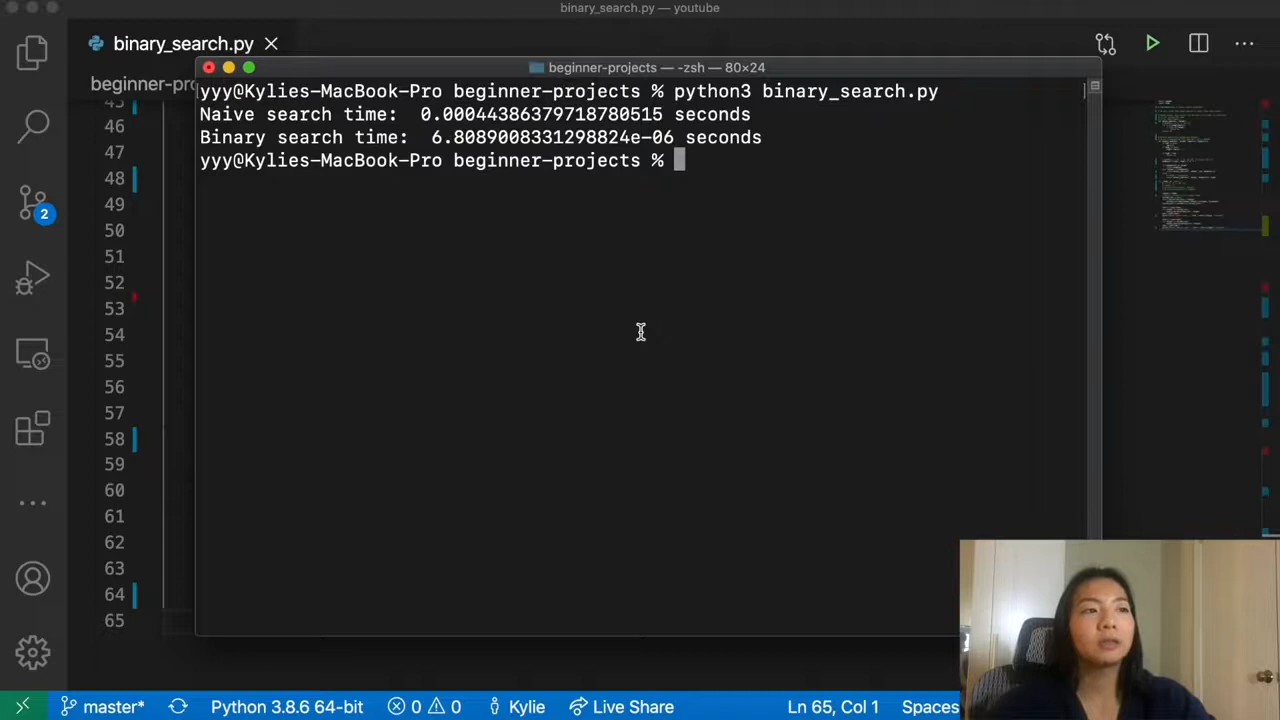 binary_search.py — youtube
binary_search.py
beginner-pro
beginner-projects — -zsh — 80×24
yyy@Kylies-MacBook-Pro beginner-projects % python3 binary_search.py
Naive search time: 0.00046386379718780515 seconds
Binary search time: 6.8089008331298824e-06 seconds
yyy@Kylies-MacBook-Pro beginner-projects %
2
46
47
48
49
50
51
52
53
54
55
56
57
58
59
60
61
62
63
64
65
master* Python 3.8.6 64-bit 0 0 Kylie Live Share Ln 65, Col 1 Spaces